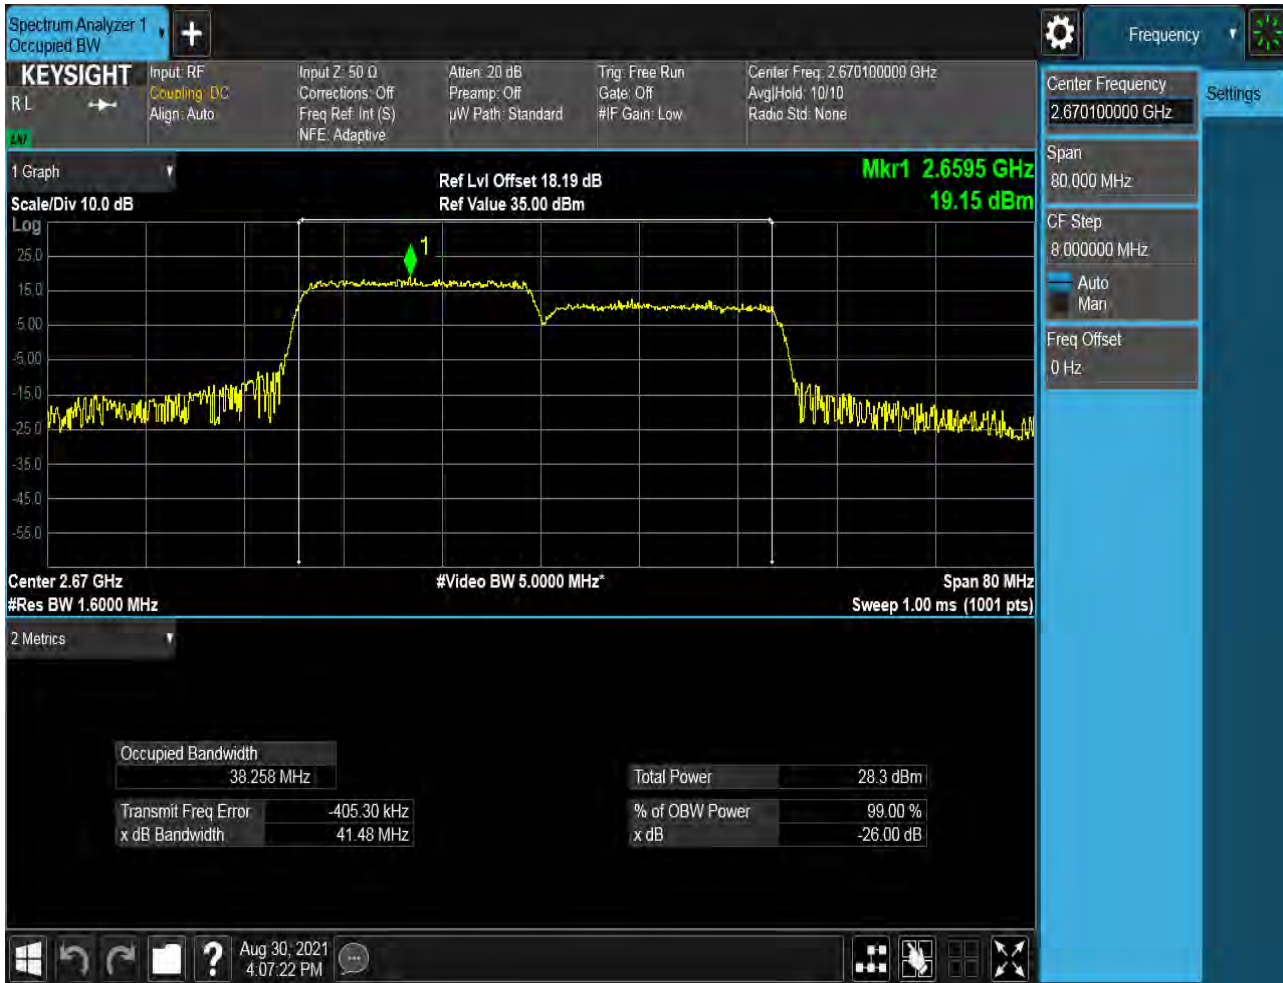 Spectrum Analyzer 1
Occupied BW
Frequency
KEYSIGHT
R L
LNI
Input: RF
Coupling: DC
Align: Auto
Input Z: 50 Ω
Corrections: Off
Freq Ref: Int (S)
NFE: Adaptive
Atten: 20 dB
Preamp: Off
µW Path: Standard
Trig: Free Run
Gate: Off
#IF Gain: Low
Center Freq: 2.670100000 GHz
Avg|Hold: 10/10
Radio Std: None
Center Frequency
2.670100000 GHz
Settings
Span
80.000 MHz
CF Step
8.000000 MHz
Auto
Man
Freq Offset
0 Hz
1 Graph
Scale/Div 10.0 dB
Ref Lvl Offset 18.19 dB
Ref Value 35.00 dBm
Mkr1 2.6595 GHz
19.15 dBm
Log
1
25.0
15.0
5.00
-5.00
-15.0
-25.0
-35.0
-45.0
-55.0
Center 2.67 GHz
#Video BW 5.0000 MHz*
Span 80 MHz
#Res BW 1.6000 MHz
Sweep 1.00 ms (1001 pts)
2 Metrics
Occupied Bandwidth
38.258 MHz
Total Power 28.3 dBm
Transmit Freq Error -405.30 kHz
% of OBW Power 99.00 %
x dB Bandwidth 41.48 MHz
x dB -26.00 dB
Aug 30, 2021
4:07:22 PM